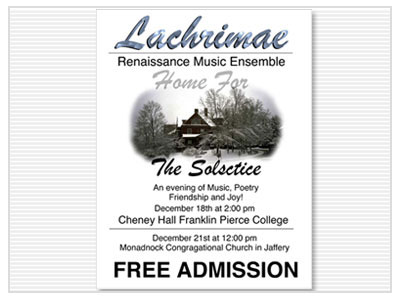 Lachrimae
Renaissance Music Ensemble
Home For
The Solsctice
An evening of Music, Poetry
Friendship and Joy!
December 18th at 2:00 pm
Cheney Hall Franklin Pierce College
December 21st at 12:00 pm
Monadnock Congragational Church in Jaffery
FREE ADMISSION